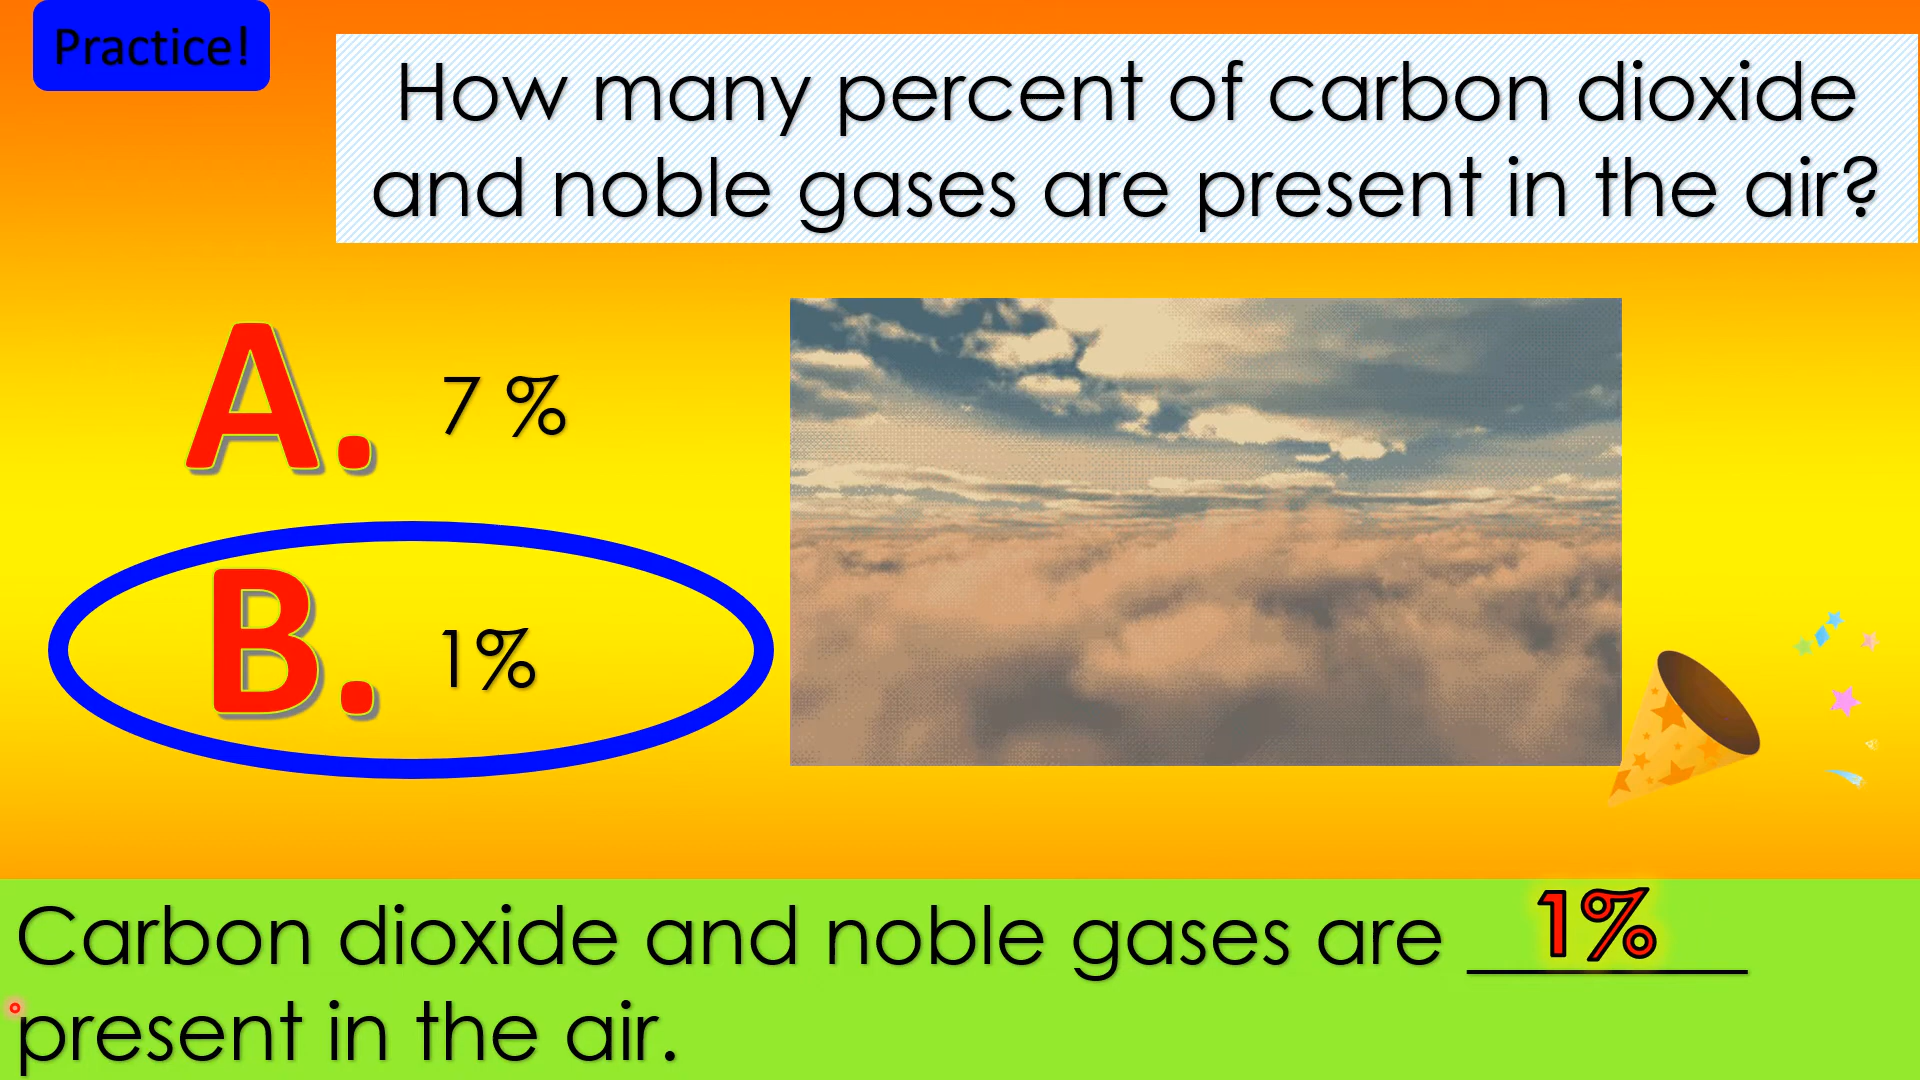 Practice!
How many percent of carbon dioxide
and noble gases are present in the air?
A. 7 %
B. 1%
Carbon dioxide and noble gases are 1%
present in the air.